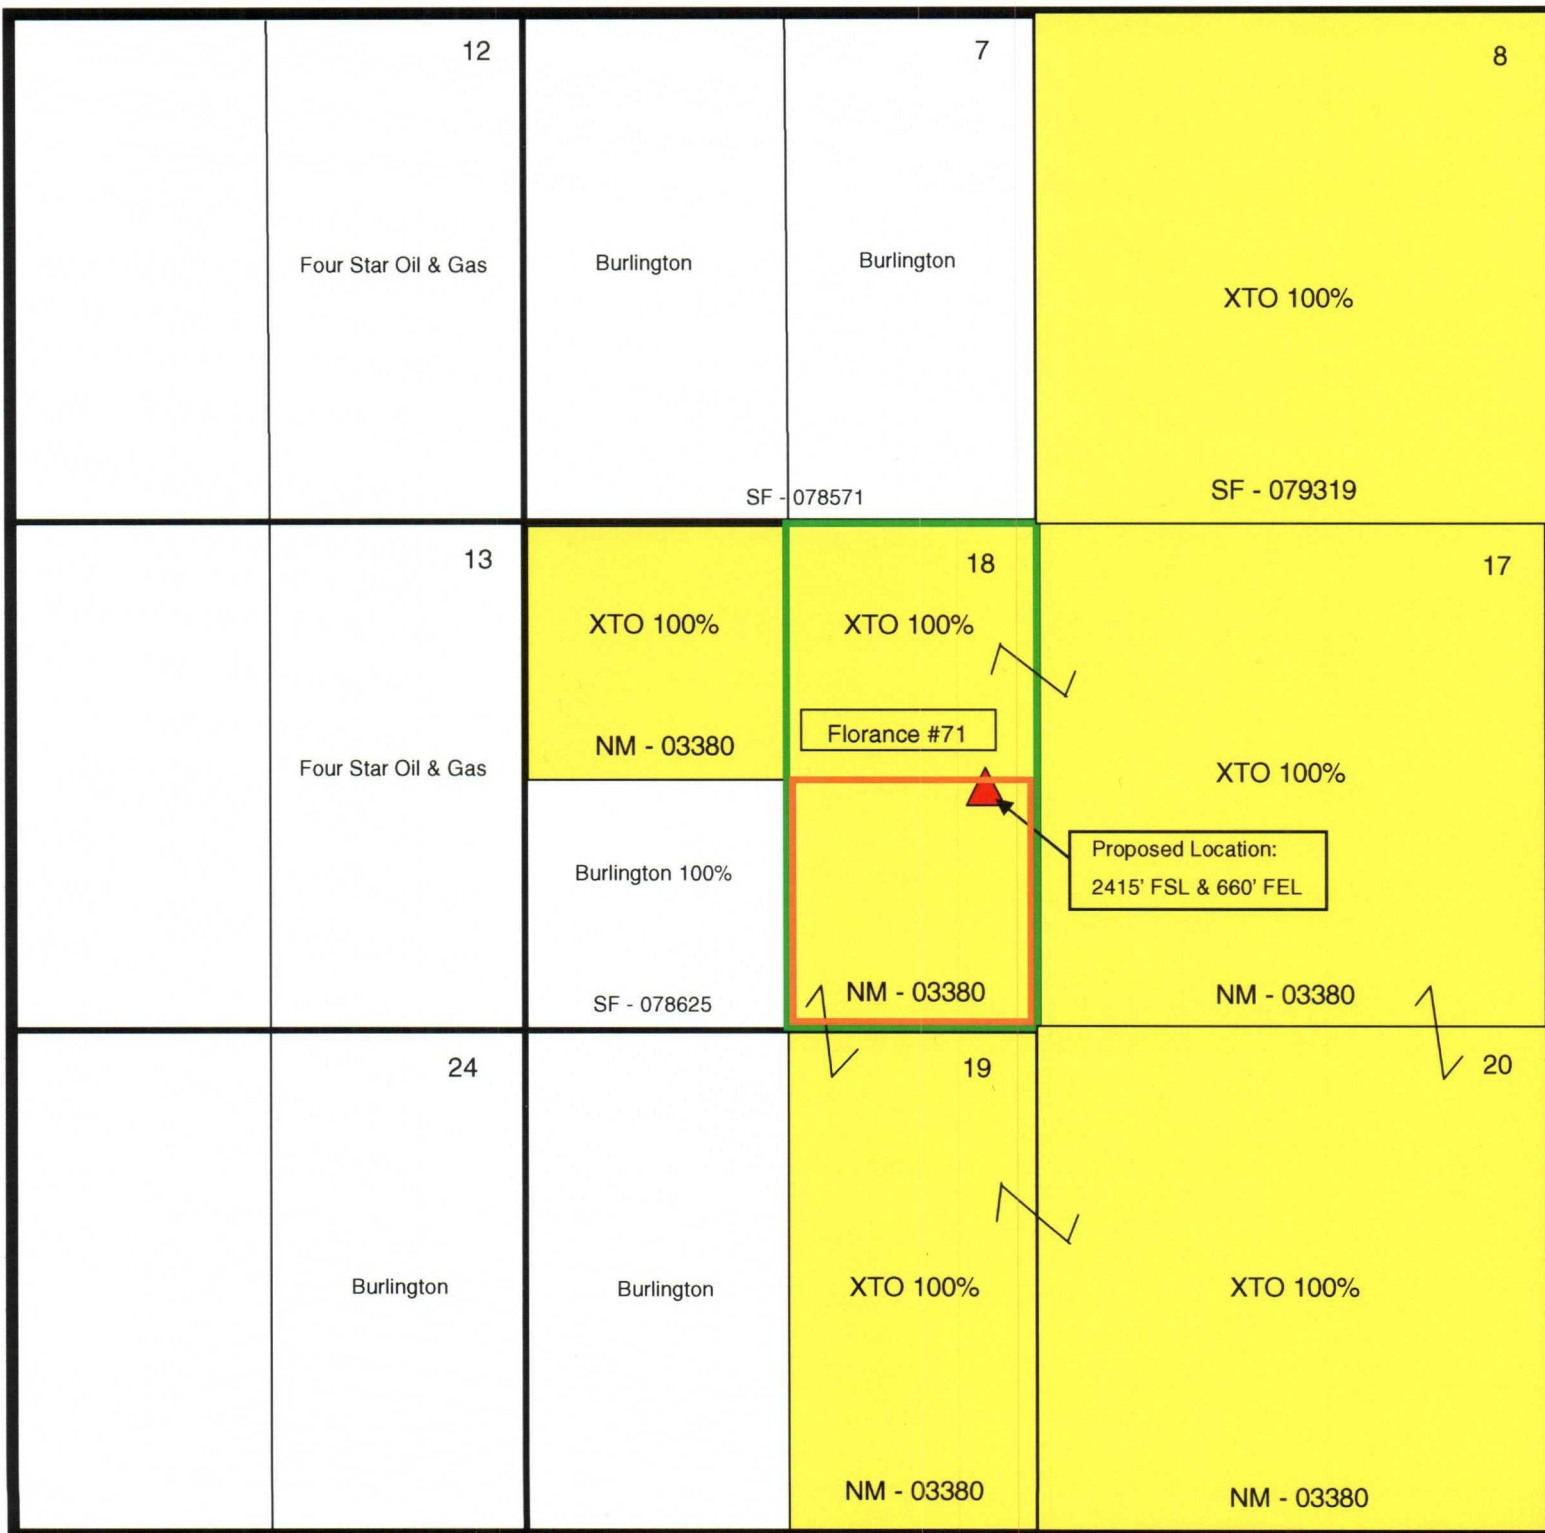 12
7
8
Four Star Oil & Gas
Burlington
Burlington
XTO 100%
SF - 078571
SF - 079319
13
18
17
XTO 100%
XTO 100%
NM - 03380
Florance #71
Four Star Oil & Gas
XTO 100%
Burlington 100%
Proposed Location:
2415' FSL & 660' FEL
SF - 078625
NM - 03380
NM - 03380
24
19
20
Burlington
Burlington
XTO 100%
XTO 100%
NM - 03380
NM - 03380